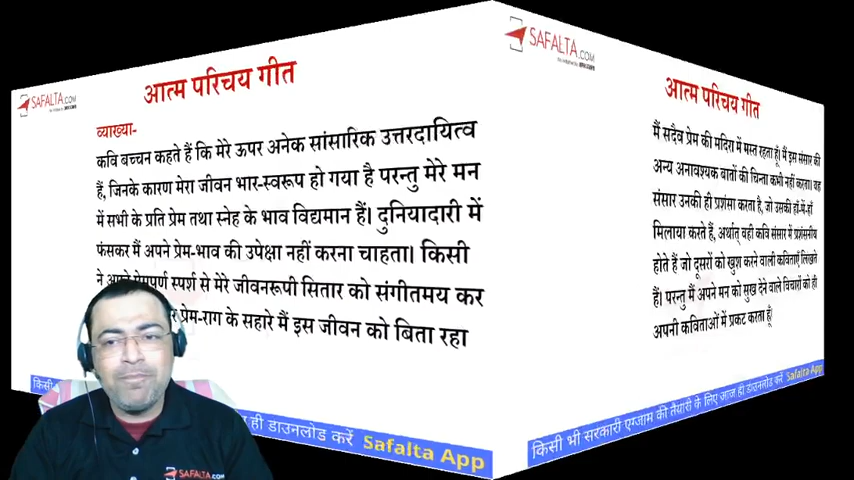 SAFALTA.COM
आत्म परिचय गीत
व्याख्या-
कवि बच्चन कहते हैं कि मेरे ऊपर अनेक सांसारिक उत्तरदायित्व
हैं, जिनके कारण मेरा जीवन भार-स्वरूप हो गया है परन्तु मेरे मन
में सभी के प्रति प्रेम तथा स्नेह के भाव विद्यमान हैं। दुनियादारी में
फंसकर मैं अपने प्रेम-भाव की उपेक्षा नहीं करना चाहता। किसी
ने अपने प्रेमपूर्ण स्पर्श से मेरे जीवनरूपी सितार को संगीतमय कर
प्रेम-राग के सहारे मैं इस जीवन को बिता रहा
किसी
ही डाउनलोड करें Safalta App
SAFALTA.COM
आत्म परिचय गीत
मैं सदैव प्रेम की मदिरा में मस्त रहता हूँ। मैं इस संसार की
अन्य अनावश्यक बातों की चिन्ता कभी नहीं करता। यह
संसार उनकी ही प्रशंसा करता है, जो उसकी हाँ-में-हाँ
मिलाया करते हैं, अर्थात् वही कवि संसार में प्रशंसनीय
होते हैं जो दूसरों को खुश करने वाली कविताएँ लिखते
हैं। परन्तु मैं अपने मन को सुख देने वाले विचारों को ही
अपनी कविताओं में प्रकट करता हूँ।
किसी भी सरकारी एग्जाम की तैयारी के लिए आज ही डाउनलोड करें Safalta App
SAFALTA.COM